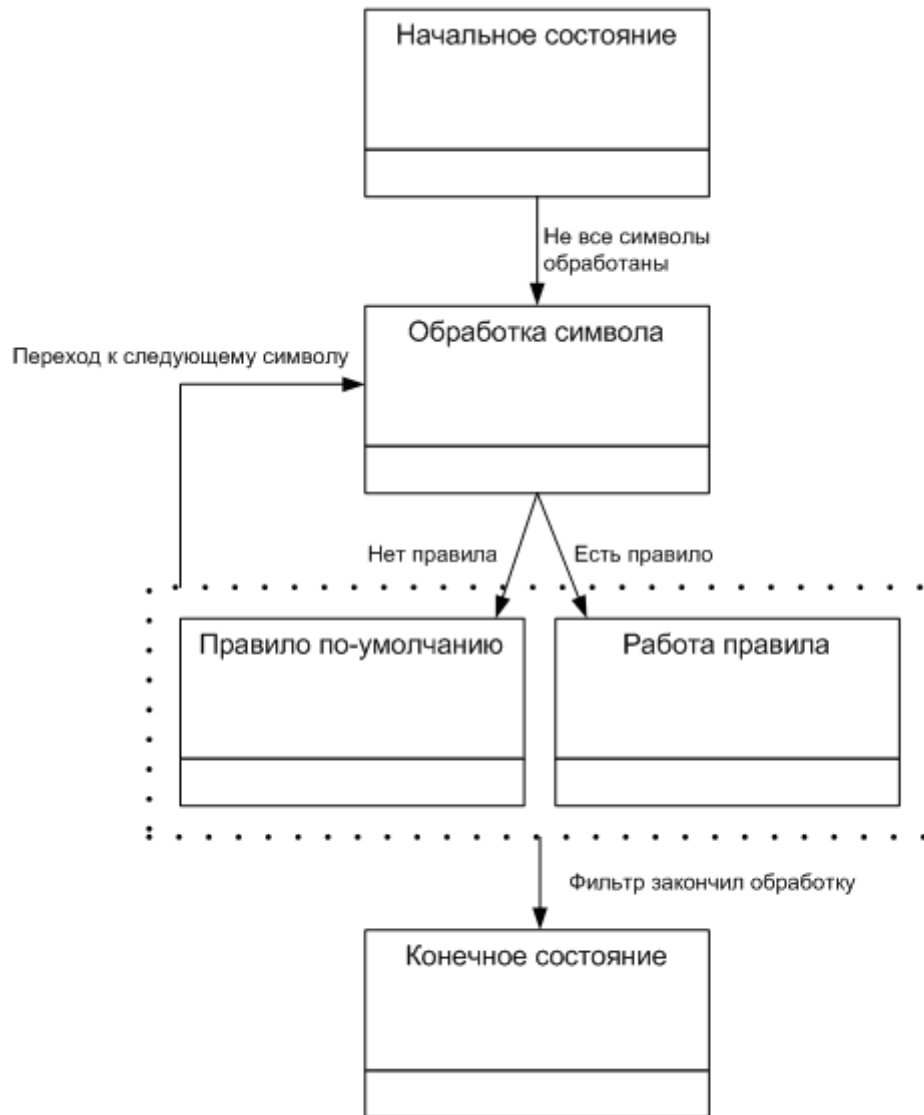 Начальное состояние
Не все символы
обработаны
Обработка символа
Переход к следующему символу
Нет правила
Есть правило
Правило по-умолчанию
Работа правила
Фильтр закончил обработку
Конечное состояние